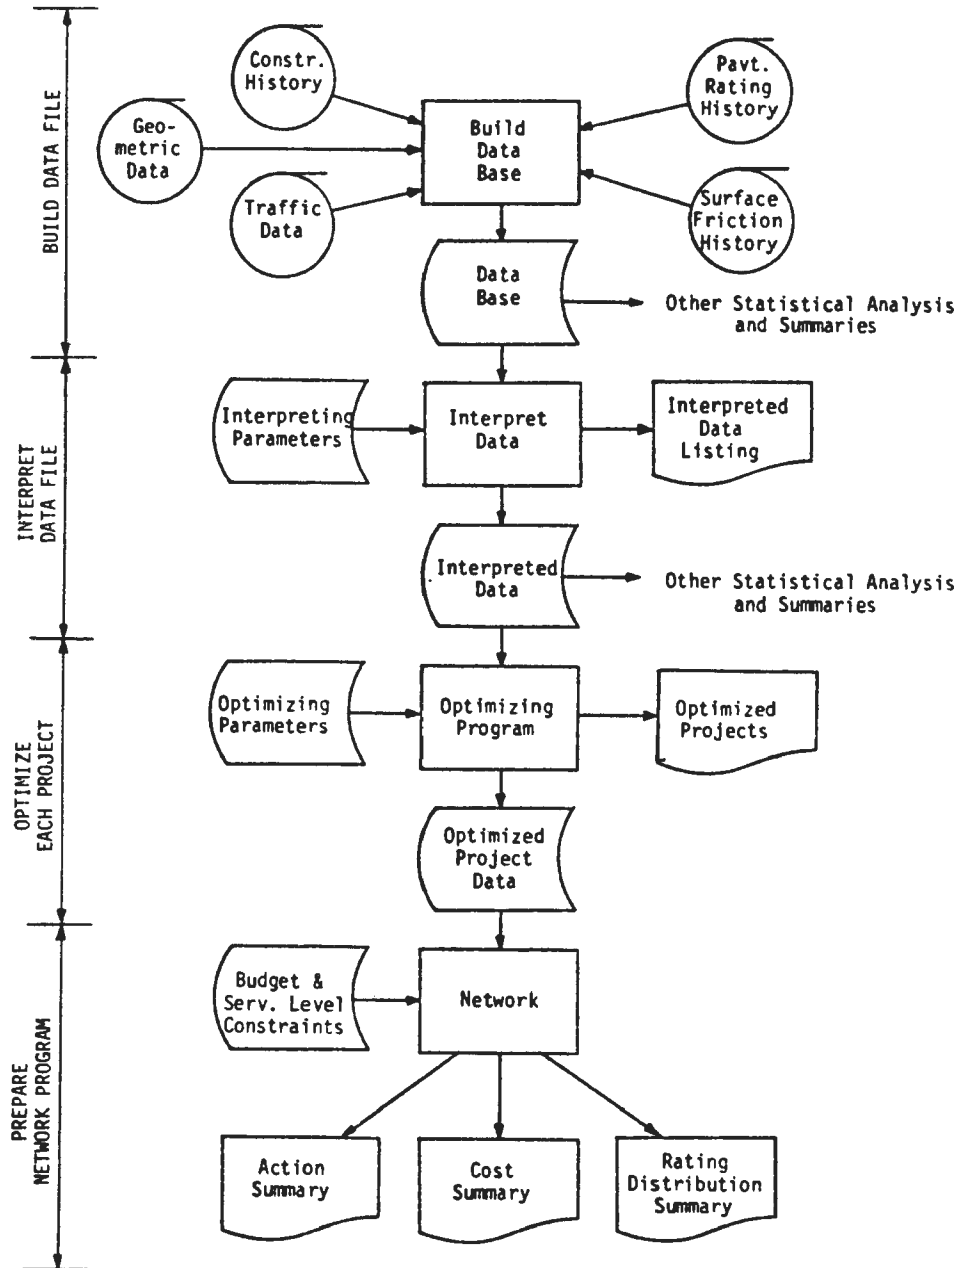 BUILD DATA FILE
Constr.
History
Pavt.
Rating
History
Geo-
metric
Data
Build
Data
Base
Traffic
Data
Surface
Friction
History
Data
Base
Other Statistical Analysis
and Summaries
INTERPRET
DATA FILE
Interpreting
Parameters
Interpret
Data
Interpreted
Data
Listing
Interpreted
Data
Other Statistical Analysis
and Summaries
OPTIMIZE
EACH PROJECT
Optimizing
Parameters
Optimizing
Program
Optimized
Projects
Optimized
Project
Data
PREPARE
NETWORK PROGRAM
Budget &
Serv. Level
Constraints
Network
Action
Summary
Cost
Summary
Rating
Distribution
Summary